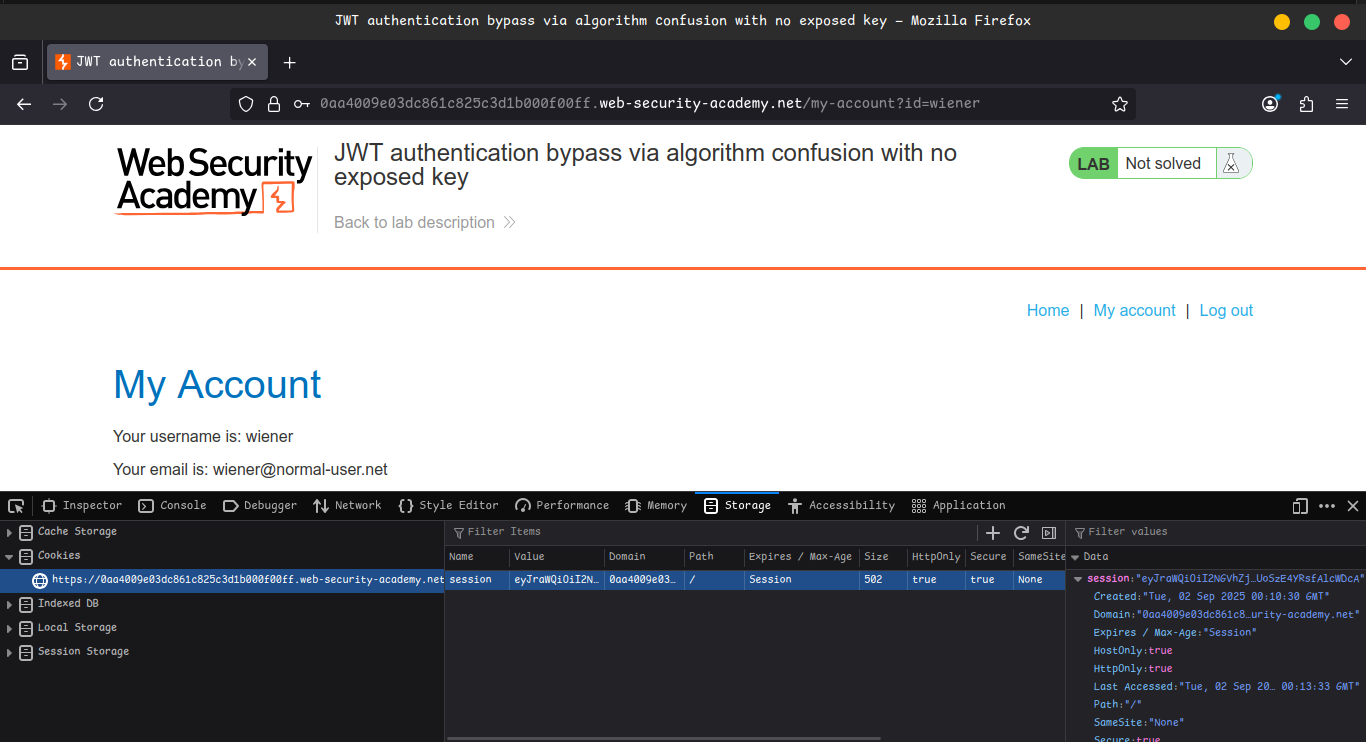 JWT authentication bypass via algorithm confusion with no exposed key — Mozilla Firefox
JWT authentication by
0aa4009e03dc861c825c3d1b000f00ff.web-security-academy.net/my-account?id=wiener
Web Security
Academy
JWT authentication bypass via algorithm confusion with no
exposed key
Back to lab description
LAB Not solved
Home | My account | Log out
My Account
Your username is: wiener
Your email is: wiener@normal-user.net
Inspector Console Debugger Network Style Editor Performance Memory Storage Accessibility Application
Cache Storage
Cookies
https://0aa4009e03dc861c825c3d1b000f00ff.web-security-academy.net
Indexed DB
Local Storage
Session Storage
Filter Items
Name Value Domain Path Expires / Max-Age Size HttpOnly Secure SameSite
session eyJraWQiOiI2N… 0aa4009e03… / Session 502 true true None
Filter values
Data
session:"eyJraWQiOiI2NGVhZj…UoSzE4YRsfAlcWDcA"
Created:"Tue, 02 Sep 2025 00:10:30 GMT"
Domain:"0aa4009e03dc861c8…urity-academy.net"
Expires / Max-Age:"Session"
HostOnly:true
HttpOnly:true
Last Accessed:"Tue, 02 Sep 20… 00:13:33 GMT"
Path:"/"
SameSite:"None"
Secure:true